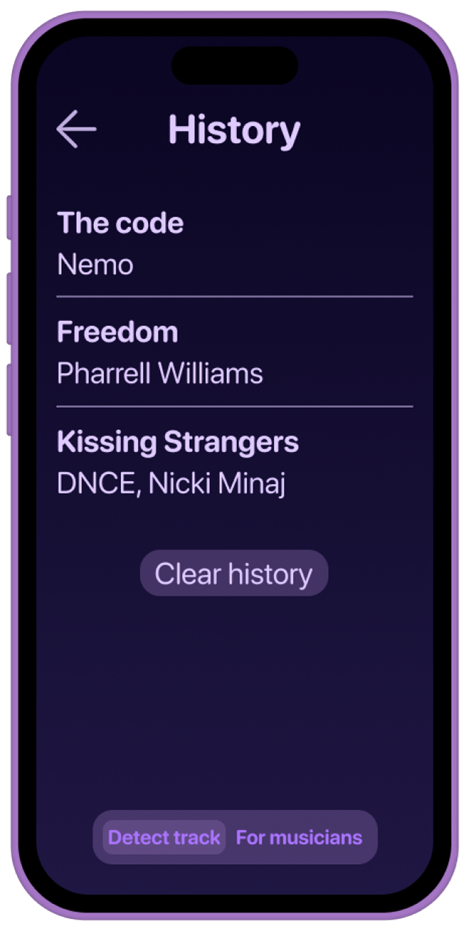 History
The code
Nemo
Freedom
Pharrell Williams
Kissing Strangers
DNCE, Nicki Minaj
Clear history
Detect track For musicians